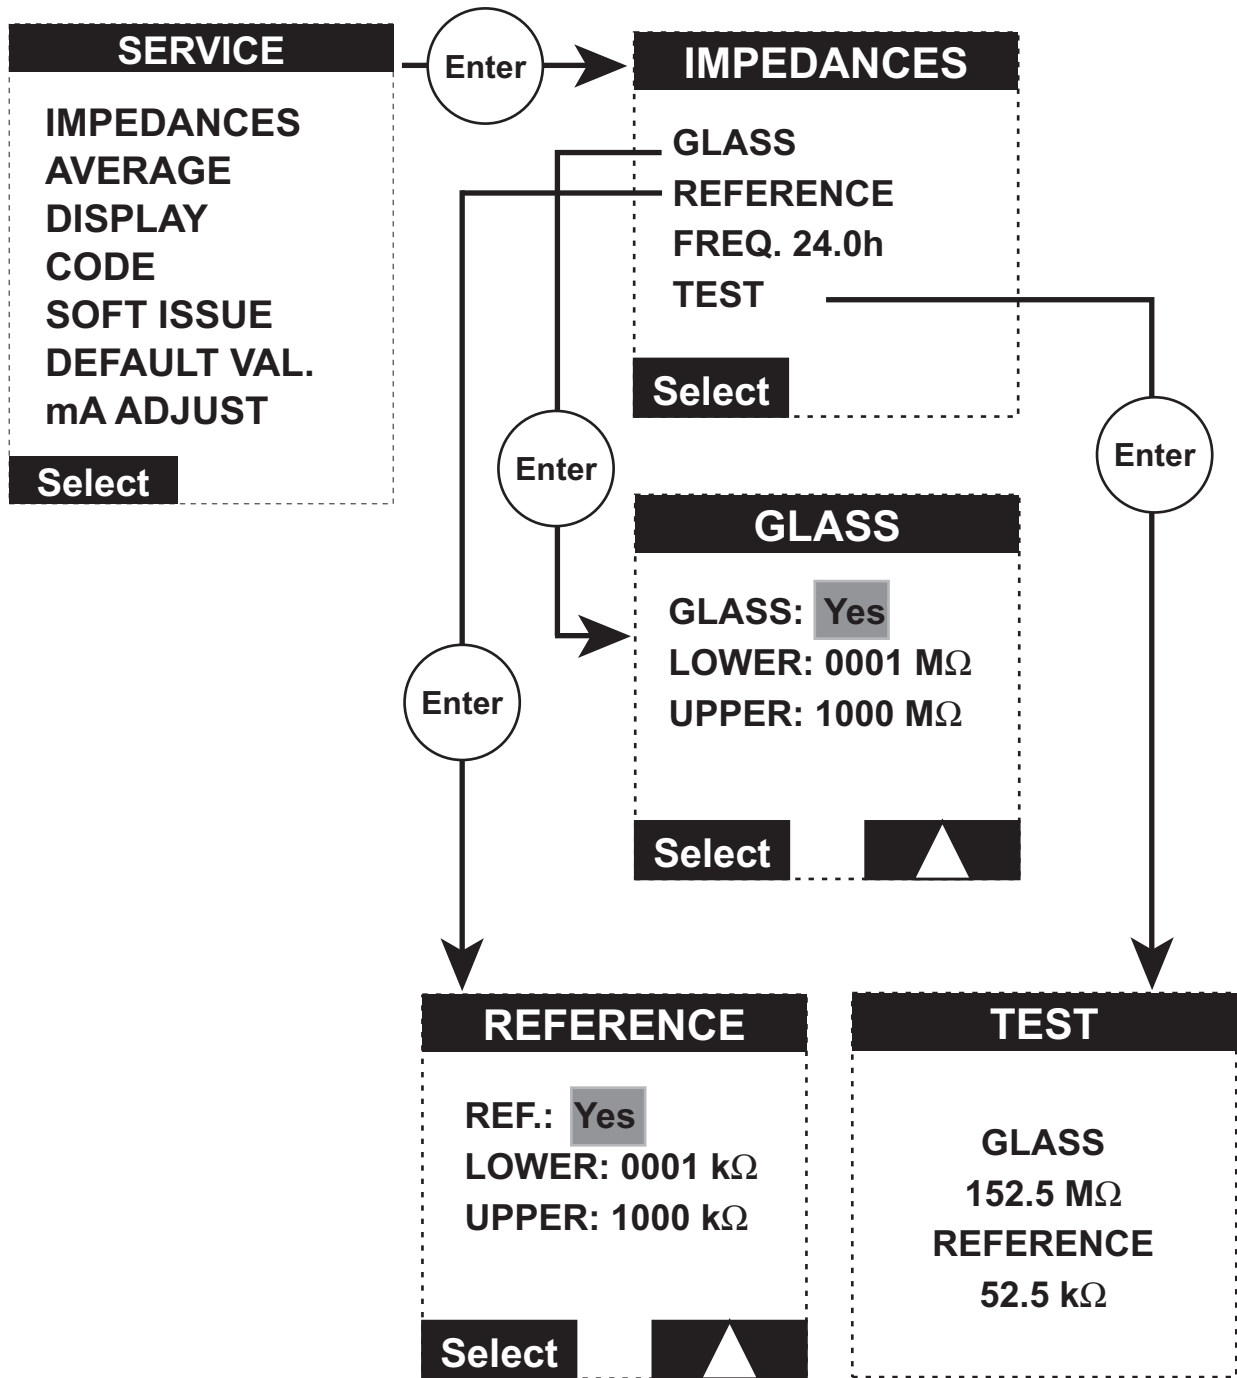 SERVICE
IMPEDANCES
AVERAGE
DISPLAY
CODE
SOFT ISSUE
DEFAULT VAL.
mA ADJUST
Select
Enter
IMPEDANCES
GLASS
REFERENCE
FREQ. 24.0h
TEST
Select
Enter
Enter
Enter
GLASS
GLASS: Yes
LOWER: 0001 MΩ
UPPER: 1000 MΩ
Select
REFERENCE
REF.: Yes
LOWER: 0001 kΩ
UPPER: 1000 kΩ
Select
TEST
GLASS
152.5 MΩ
REFERENCE
52.5 kΩ